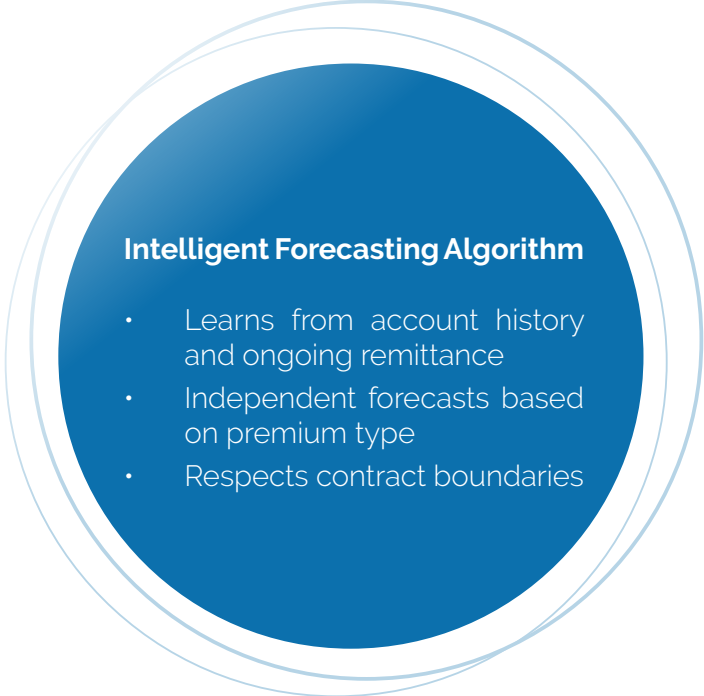 Intelligent Forecasting Algorithm
• Learns from account history
and ongoing remittance
• Independent forecasts based
on premium type
• Respects contract boundaries